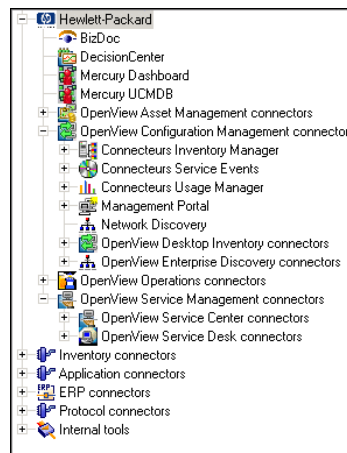 Hewlett-Packard
BizDoc
DecisionCenter
Mercury Dashboard
Mercury UCMDB
OpenView Asset Management connectors
OpenView Configuration Management connector
Connecteurs Inventory Manager
Connecteurs Service Events
Connecteurs Usage Manager
Management Portal
Network Discovery
OpenView Desktop Inventory connectors
OpenView Enterprise Discovery connectors
OpenView Operations connectors
OpenView Service Management connectors
OpenView Service Center connectors
OpenView Service Desk connectors
Inventory connectors
Application connectors
ERP connectors
Protocol connectors
Internal tools